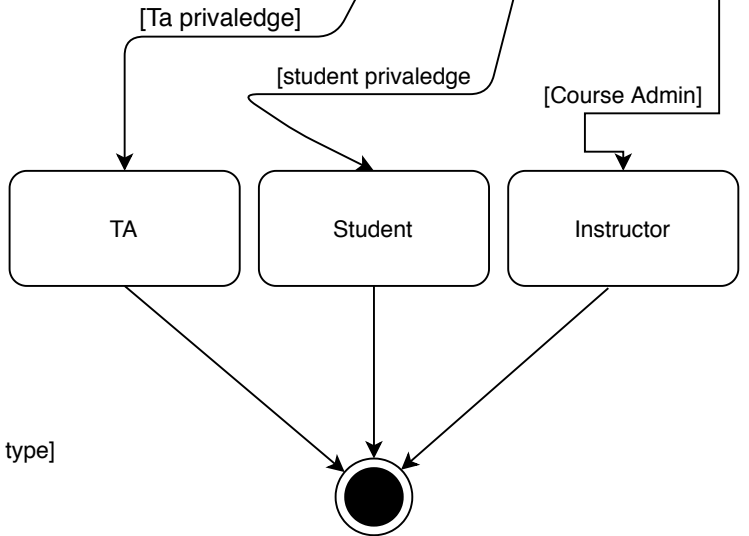 [Ta privaledge]
[student privaledge
[Course Admin]
TA
Student
Instructor
type]